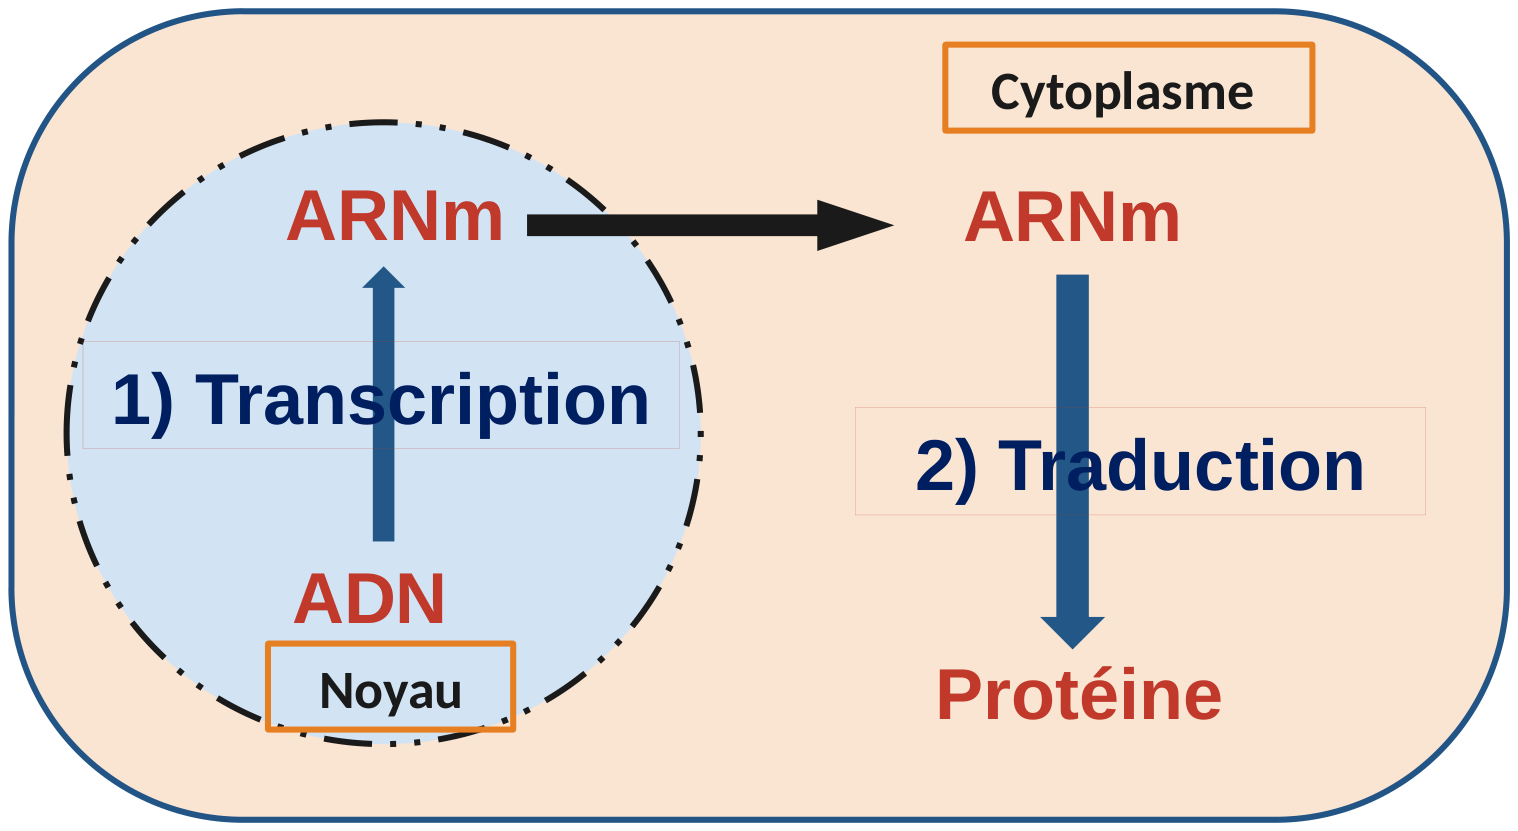 Cytoplasme
ARNm
ARNm
1) Transcription
2) Traduction
ADN
Noyau
Protéine